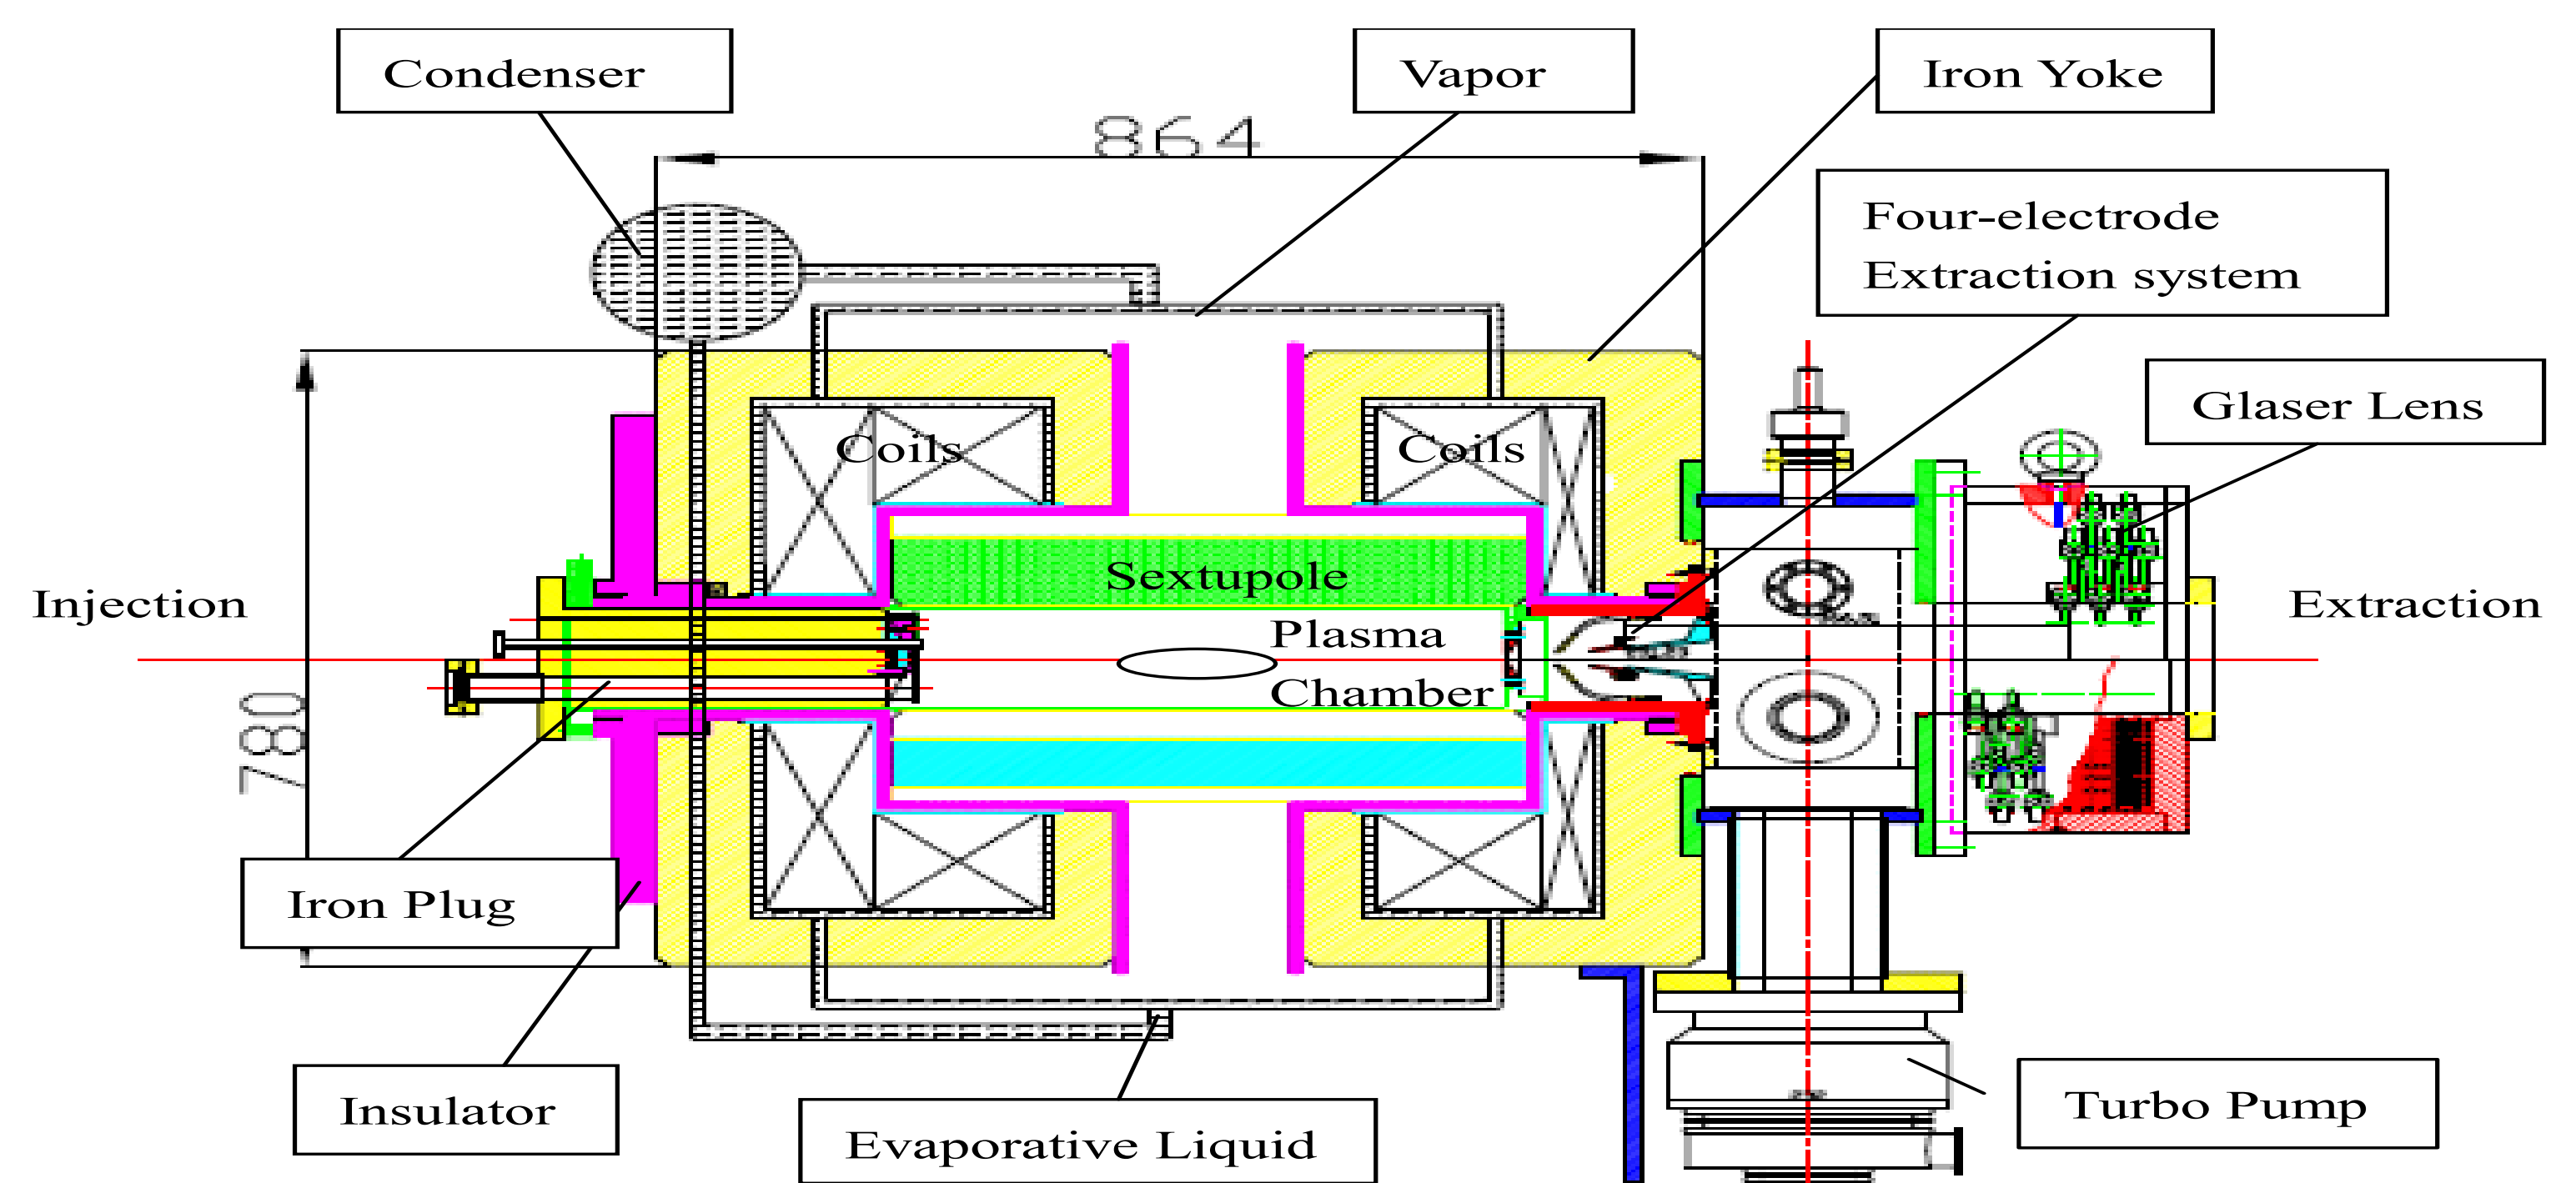 Condenser
Vapor
Iron Yoke
864
Four-electrode
Extraction system
Glaser Lens
Coils
Coils
Sextupole
Injection
Extraction
Plasma
Chamber
780
Iron Plug
Insulator
Turbo Pump
Evaporative Liquid